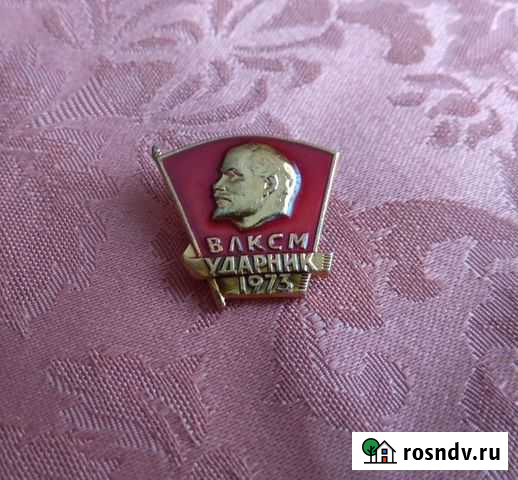 ВЛКСМ
УДАРНИК
1973
rosndv.ru